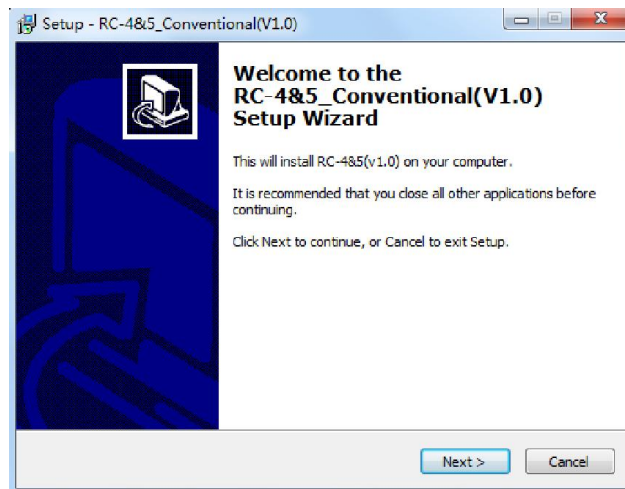 Setup - RC-4&5_Conventional(V1.0)
Welcome to the
RC-4&5_Conventional(V1.0)
Setup Wizard
This will install RC-4&5(v1.0) on your computer.
It is recommended that you close all other applications before
continuing.
Click Next to continue, or Cancel to exit Setup.
Next >
Cancel